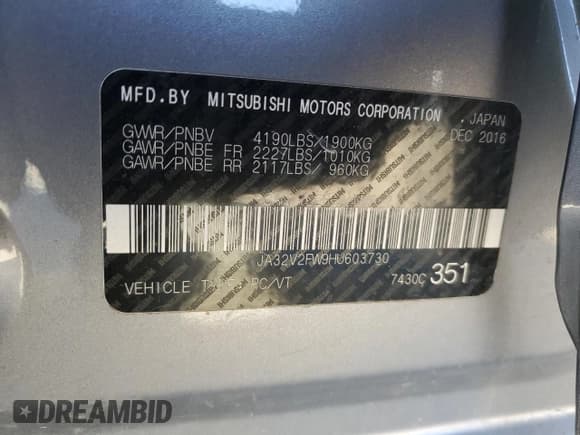 MFD.BY MITSUBISHI MOTORS CORPORATION. JAPAN
GWR/PNBV 4190LBS/1900KG DEC 2016
GAWR/PNBE FR 2227LBS/1010KG
GAWR/PNBE RR 2117LBS/ 960KG
JA32V2FW9HU603730
VEHICLE PC/VT 7430C 351
DREAMBID